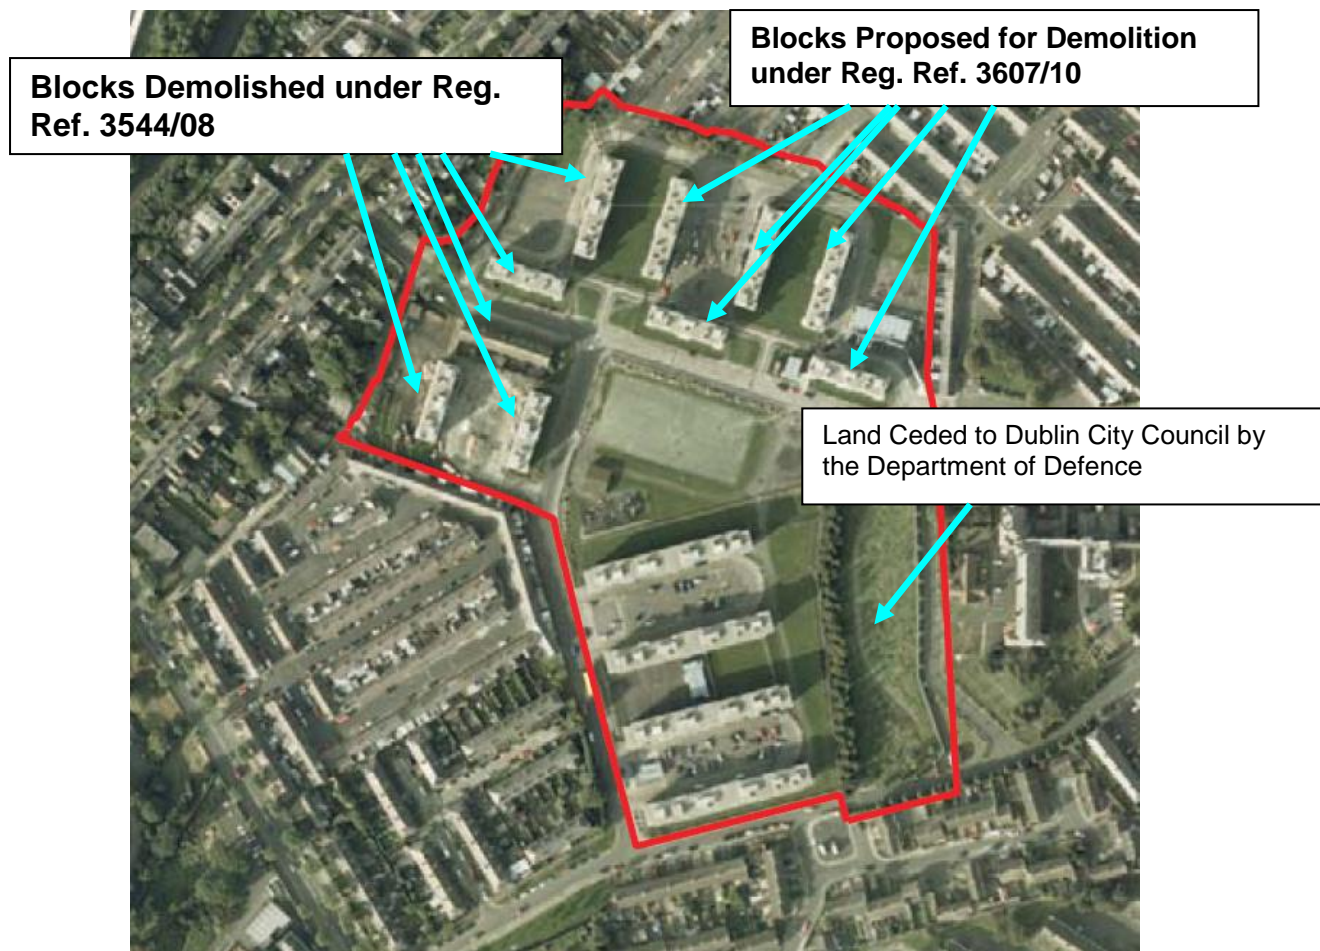 Blocks Demolished under Reg.
Ref. 3544/08
Blocks Proposed for Demolition
under Reg. Ref. 3607/10
Land Ceded to Dublin City Council by
the Department of Defence